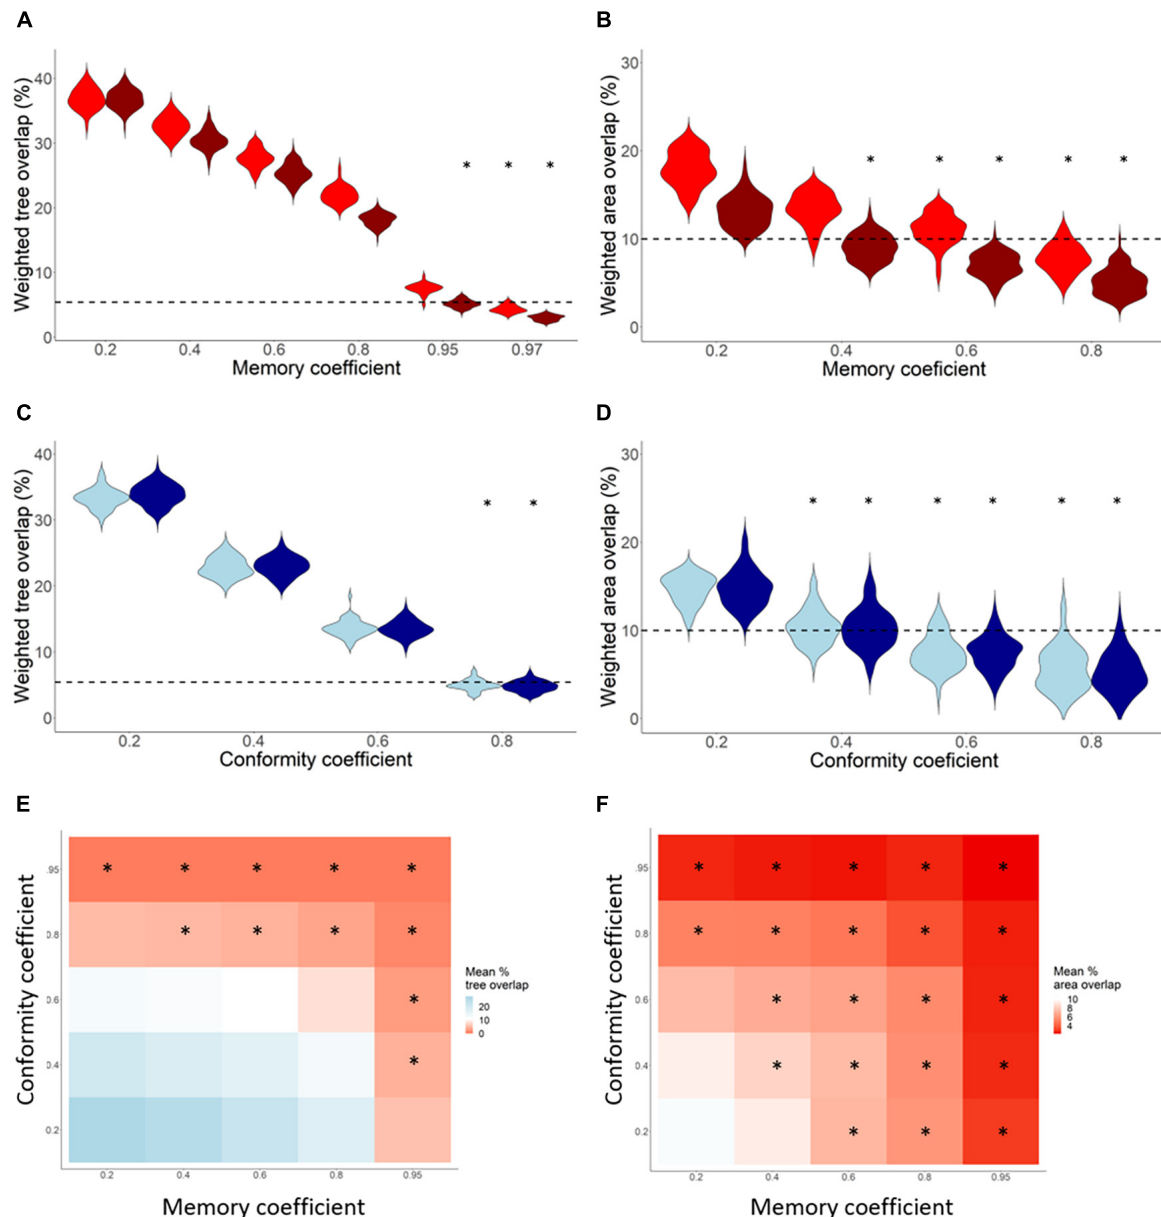 A
Weighted tree overlap (%)
40
30
20
10
0
* * *
0.2 0.4 0.6 0.8 0.95 0.97
Memory coefficient
B
Weighted area overlap (%)
30
20
10
0
* * * * *
0.2 0.4 0.6 0.8
Memory coeficient
C
Weighted tree overlap (%)
40
30
20
10
0
* *
0.2 0.4 0.6 0.8
Conformity coefficient
D
Weighted area overlap (%)
30
20
10
0
* * * * * *
0.2 0.4 0.6 0.8
Conformity coefficient
E
Conformity coefficient
.95
0.8
0.6
0.4
0.2
* * * * *
* * * *
*
*
0.2 0.4 0.6 0.8 0.95
Memory coefficient
Mean %
tree overlap
20
10
0
F
Conformity coefficient
.95
0.8
0.6
0.4
0.2
* * * * *
* * * * *
* * * *
* * * *
* * *
0.2 0.4 0.6 0.8 0.95
Memory coefficient
Mean %
area overlap
10
8
6
4